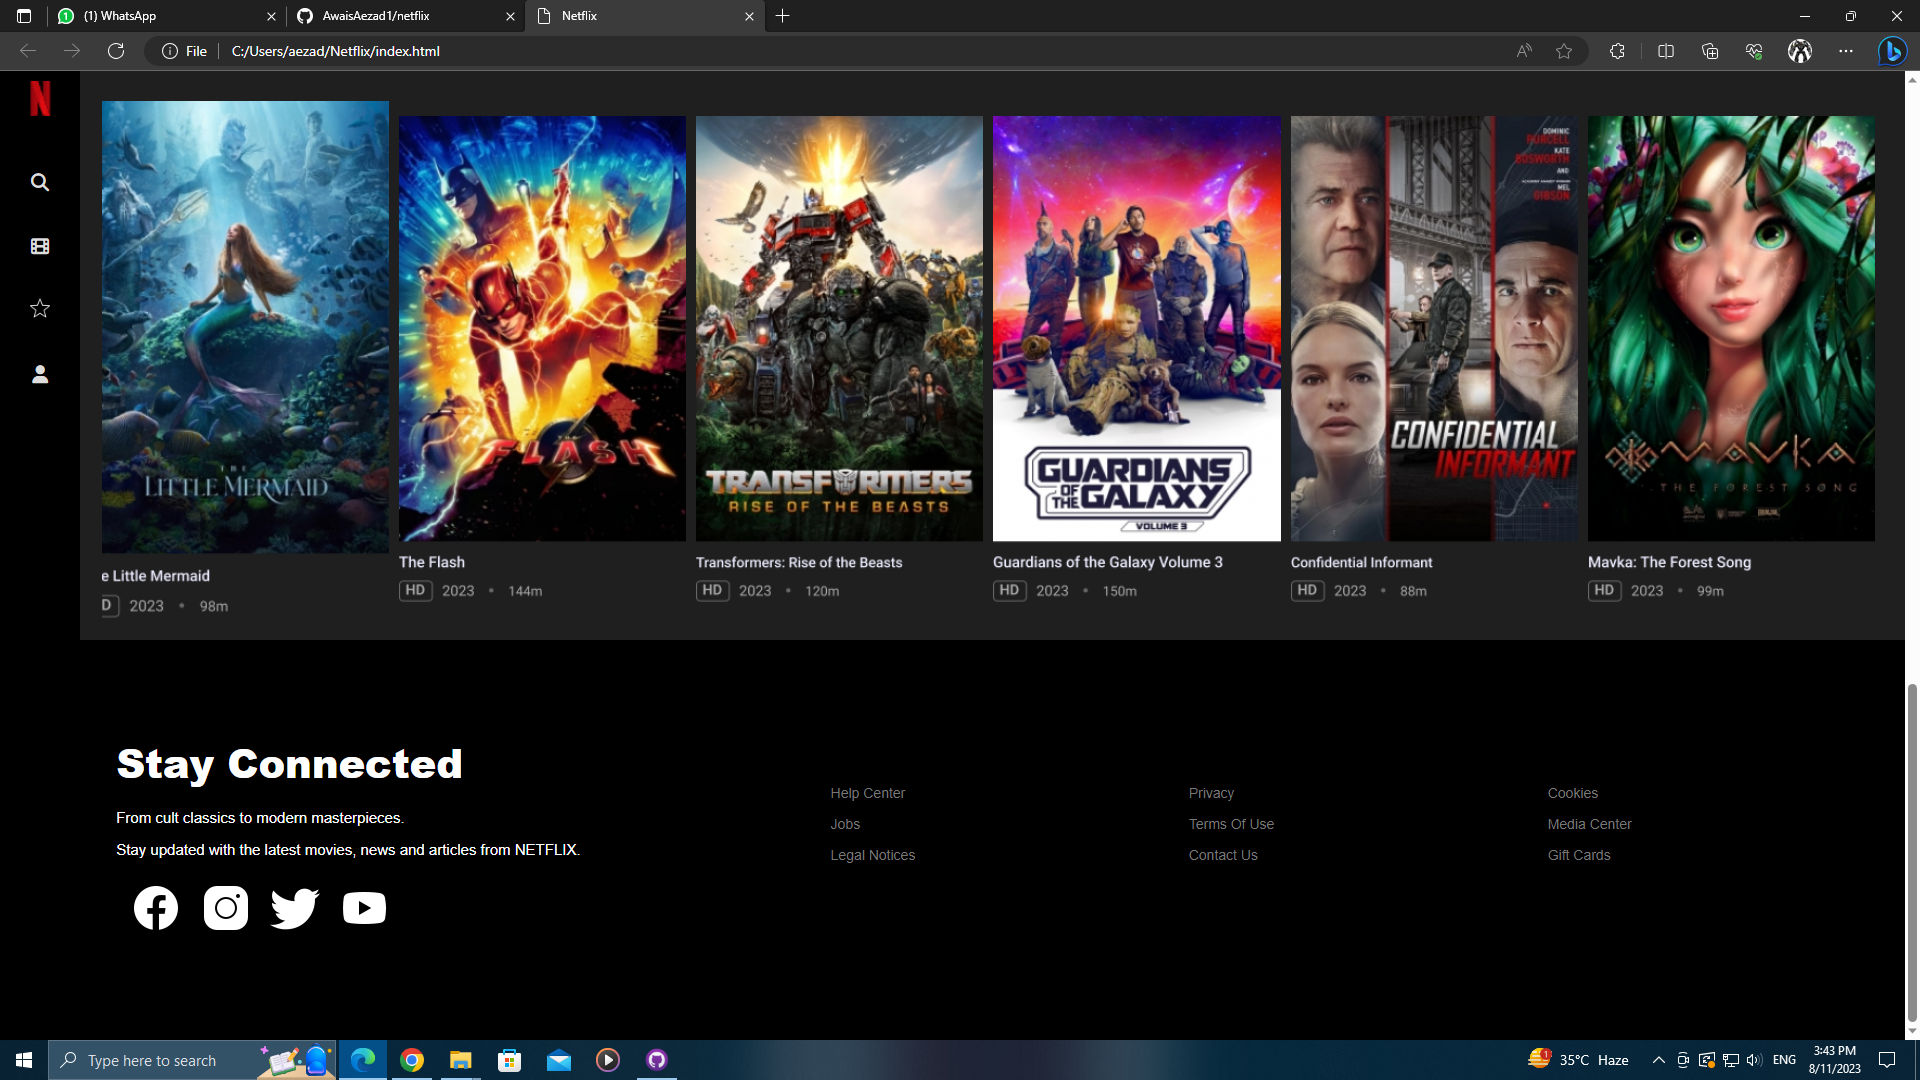 (1) WhatsApp
AwaisAezad1/netflix
Netflix
File
C:/Users/aezad/Netflix/index.html
N
THE
LITTLE MERMAID
THE
FLASH
TRANSFORMERS
RISE OF THE BEASTS
GUARDIANS
OF THE
GALAXY
VOLUME 3
DOMINIC
PURCELL
KATE
BOSWORTH
AND
MEL
GIBSON
CONFIDENTIAL
INFORMANT
MAVKA
THE FOREST SONG
e Little Mermaid
D 2023 • 98m
The Flash
HD 2023 • 144m
Transformers: Rise of the Beasts
HD 2023 • 120m
Guardians of the Galaxy Volume 3
HD 2023 • 150m
Confidential Informant
HD 2023 • 88m
Mavka: The Forest Song
HD 2023 • 99m
Stay Connected
From cult classics to modern masterpieces.
Stay updated with the latest movies, news and articles from NETFLIX.
Help Center
Jobs
Legal Notices
Privacy
Terms Of Use
Contact Us
Cookies
Media Center
Gift Cards
Type here to search
1
35°C Haze
ENG
3:43 PM
8/11/2023